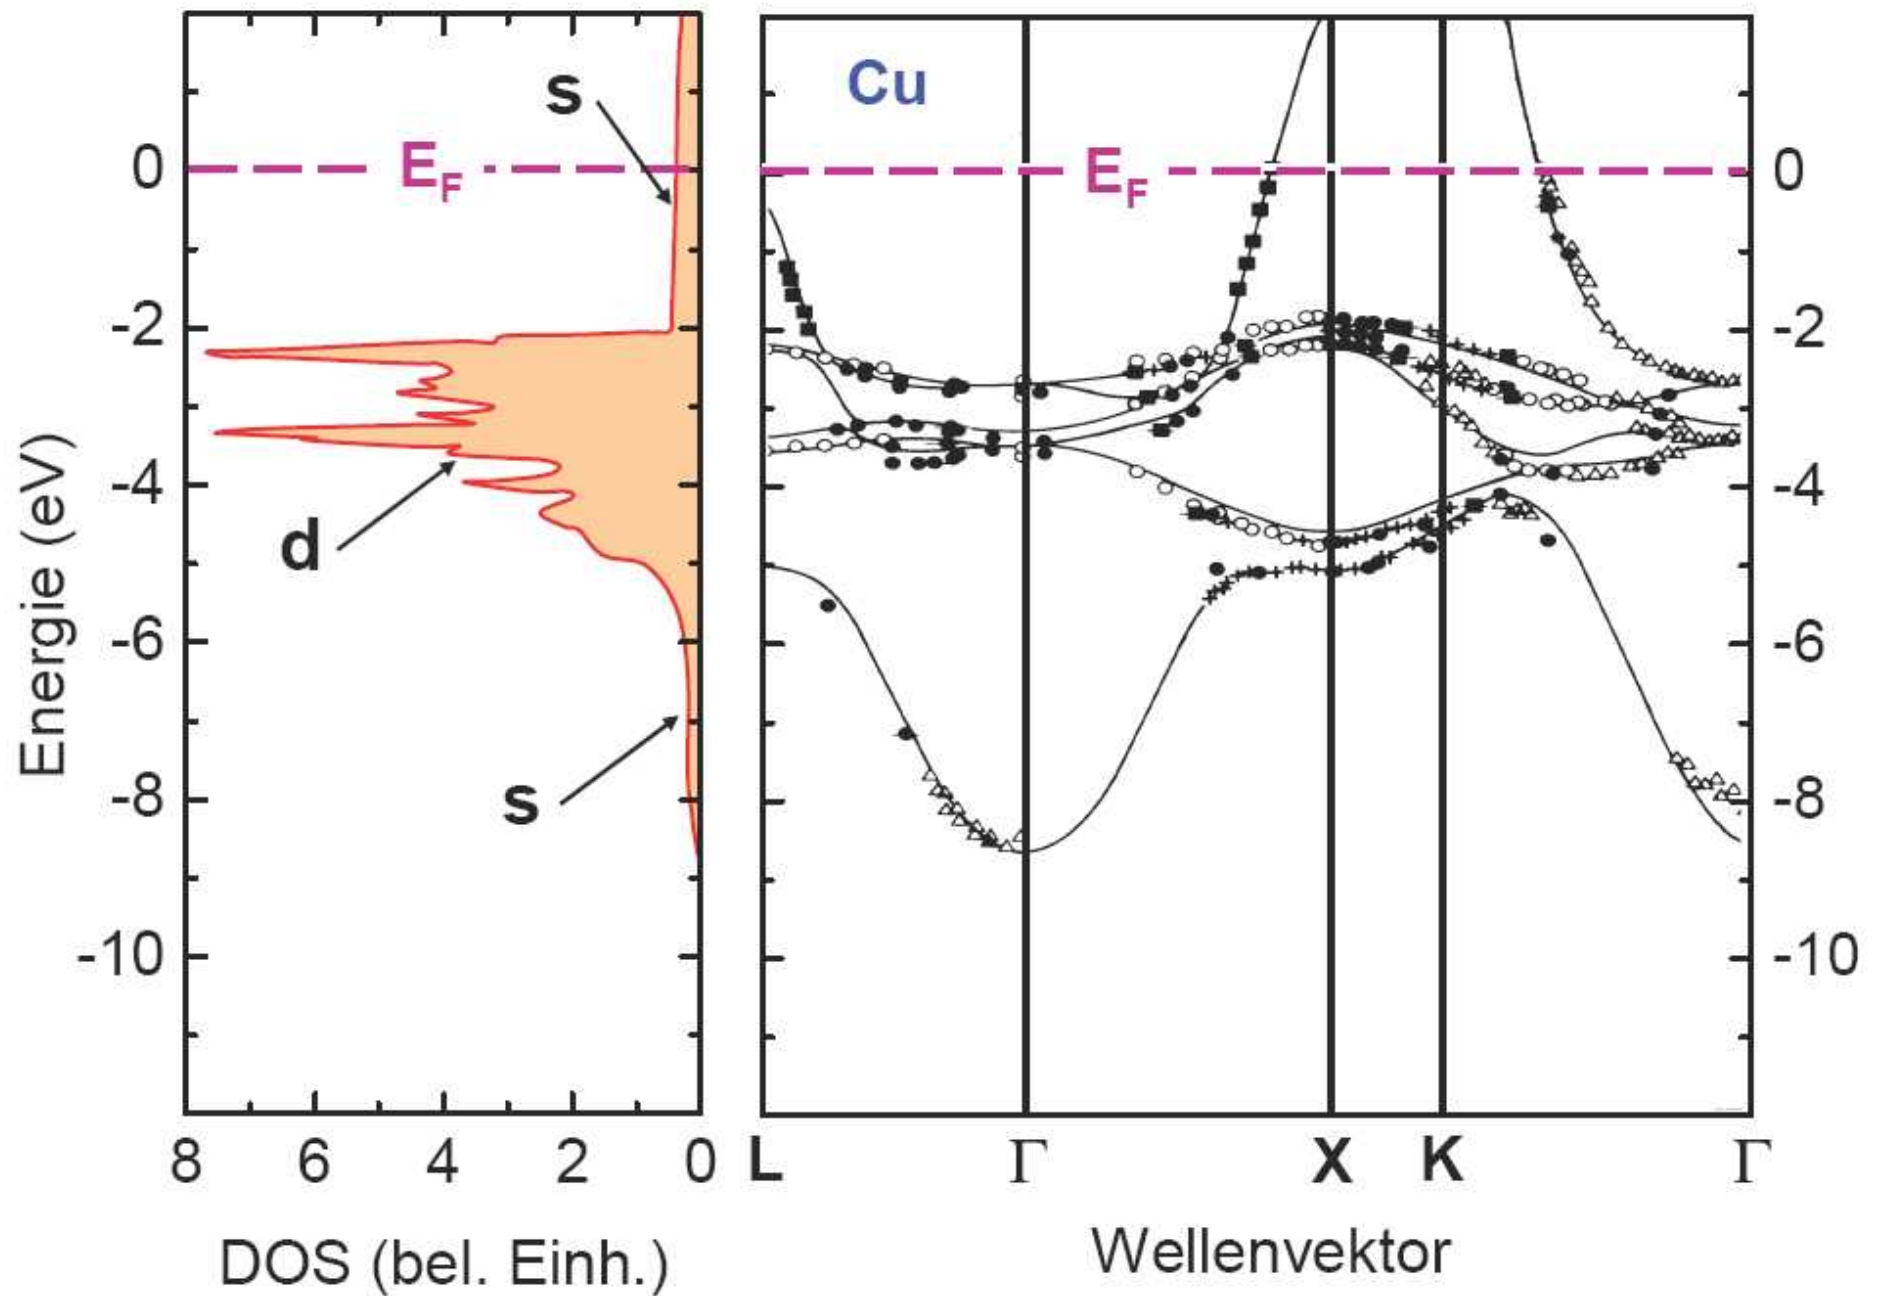 Cu
s
E_F
E_F
d
s
0
-2
-4
-6
-8
-10
0
-2
-4
-6
-8
-10
Energie (eV)
8 6 4 2 0
L Γ X K Γ
DOS (bel. Einh.)
Wellenvektor